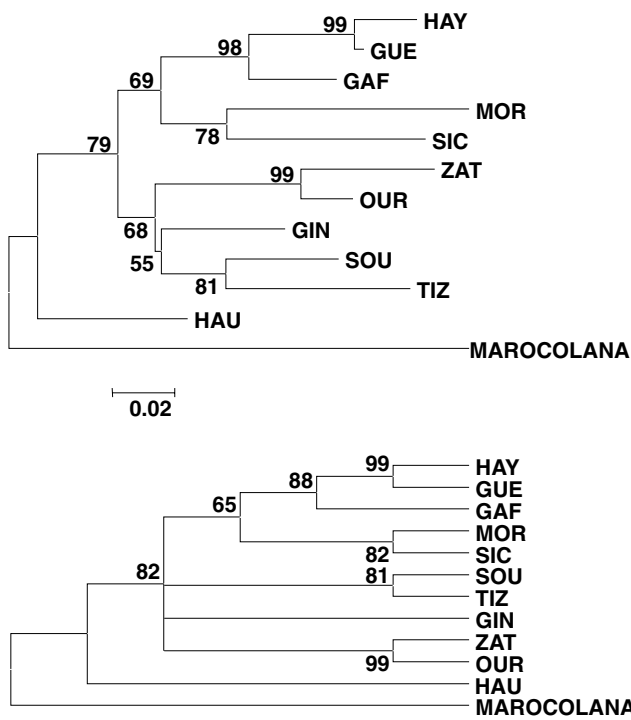 99 HAY
GUE
98
GAF
69
MOR
78
SIC
79
99 ZAT
OUR
68
GIN
55
SOU
81
TIZ
HAU
MAROCOLANA
0.02
99 HAY
88 GUE
65 GAF
MOR
82 SIC
82 81 SOU
TIZ
GIN
ZAT
99 OUR
HAU
MAROCOLANA